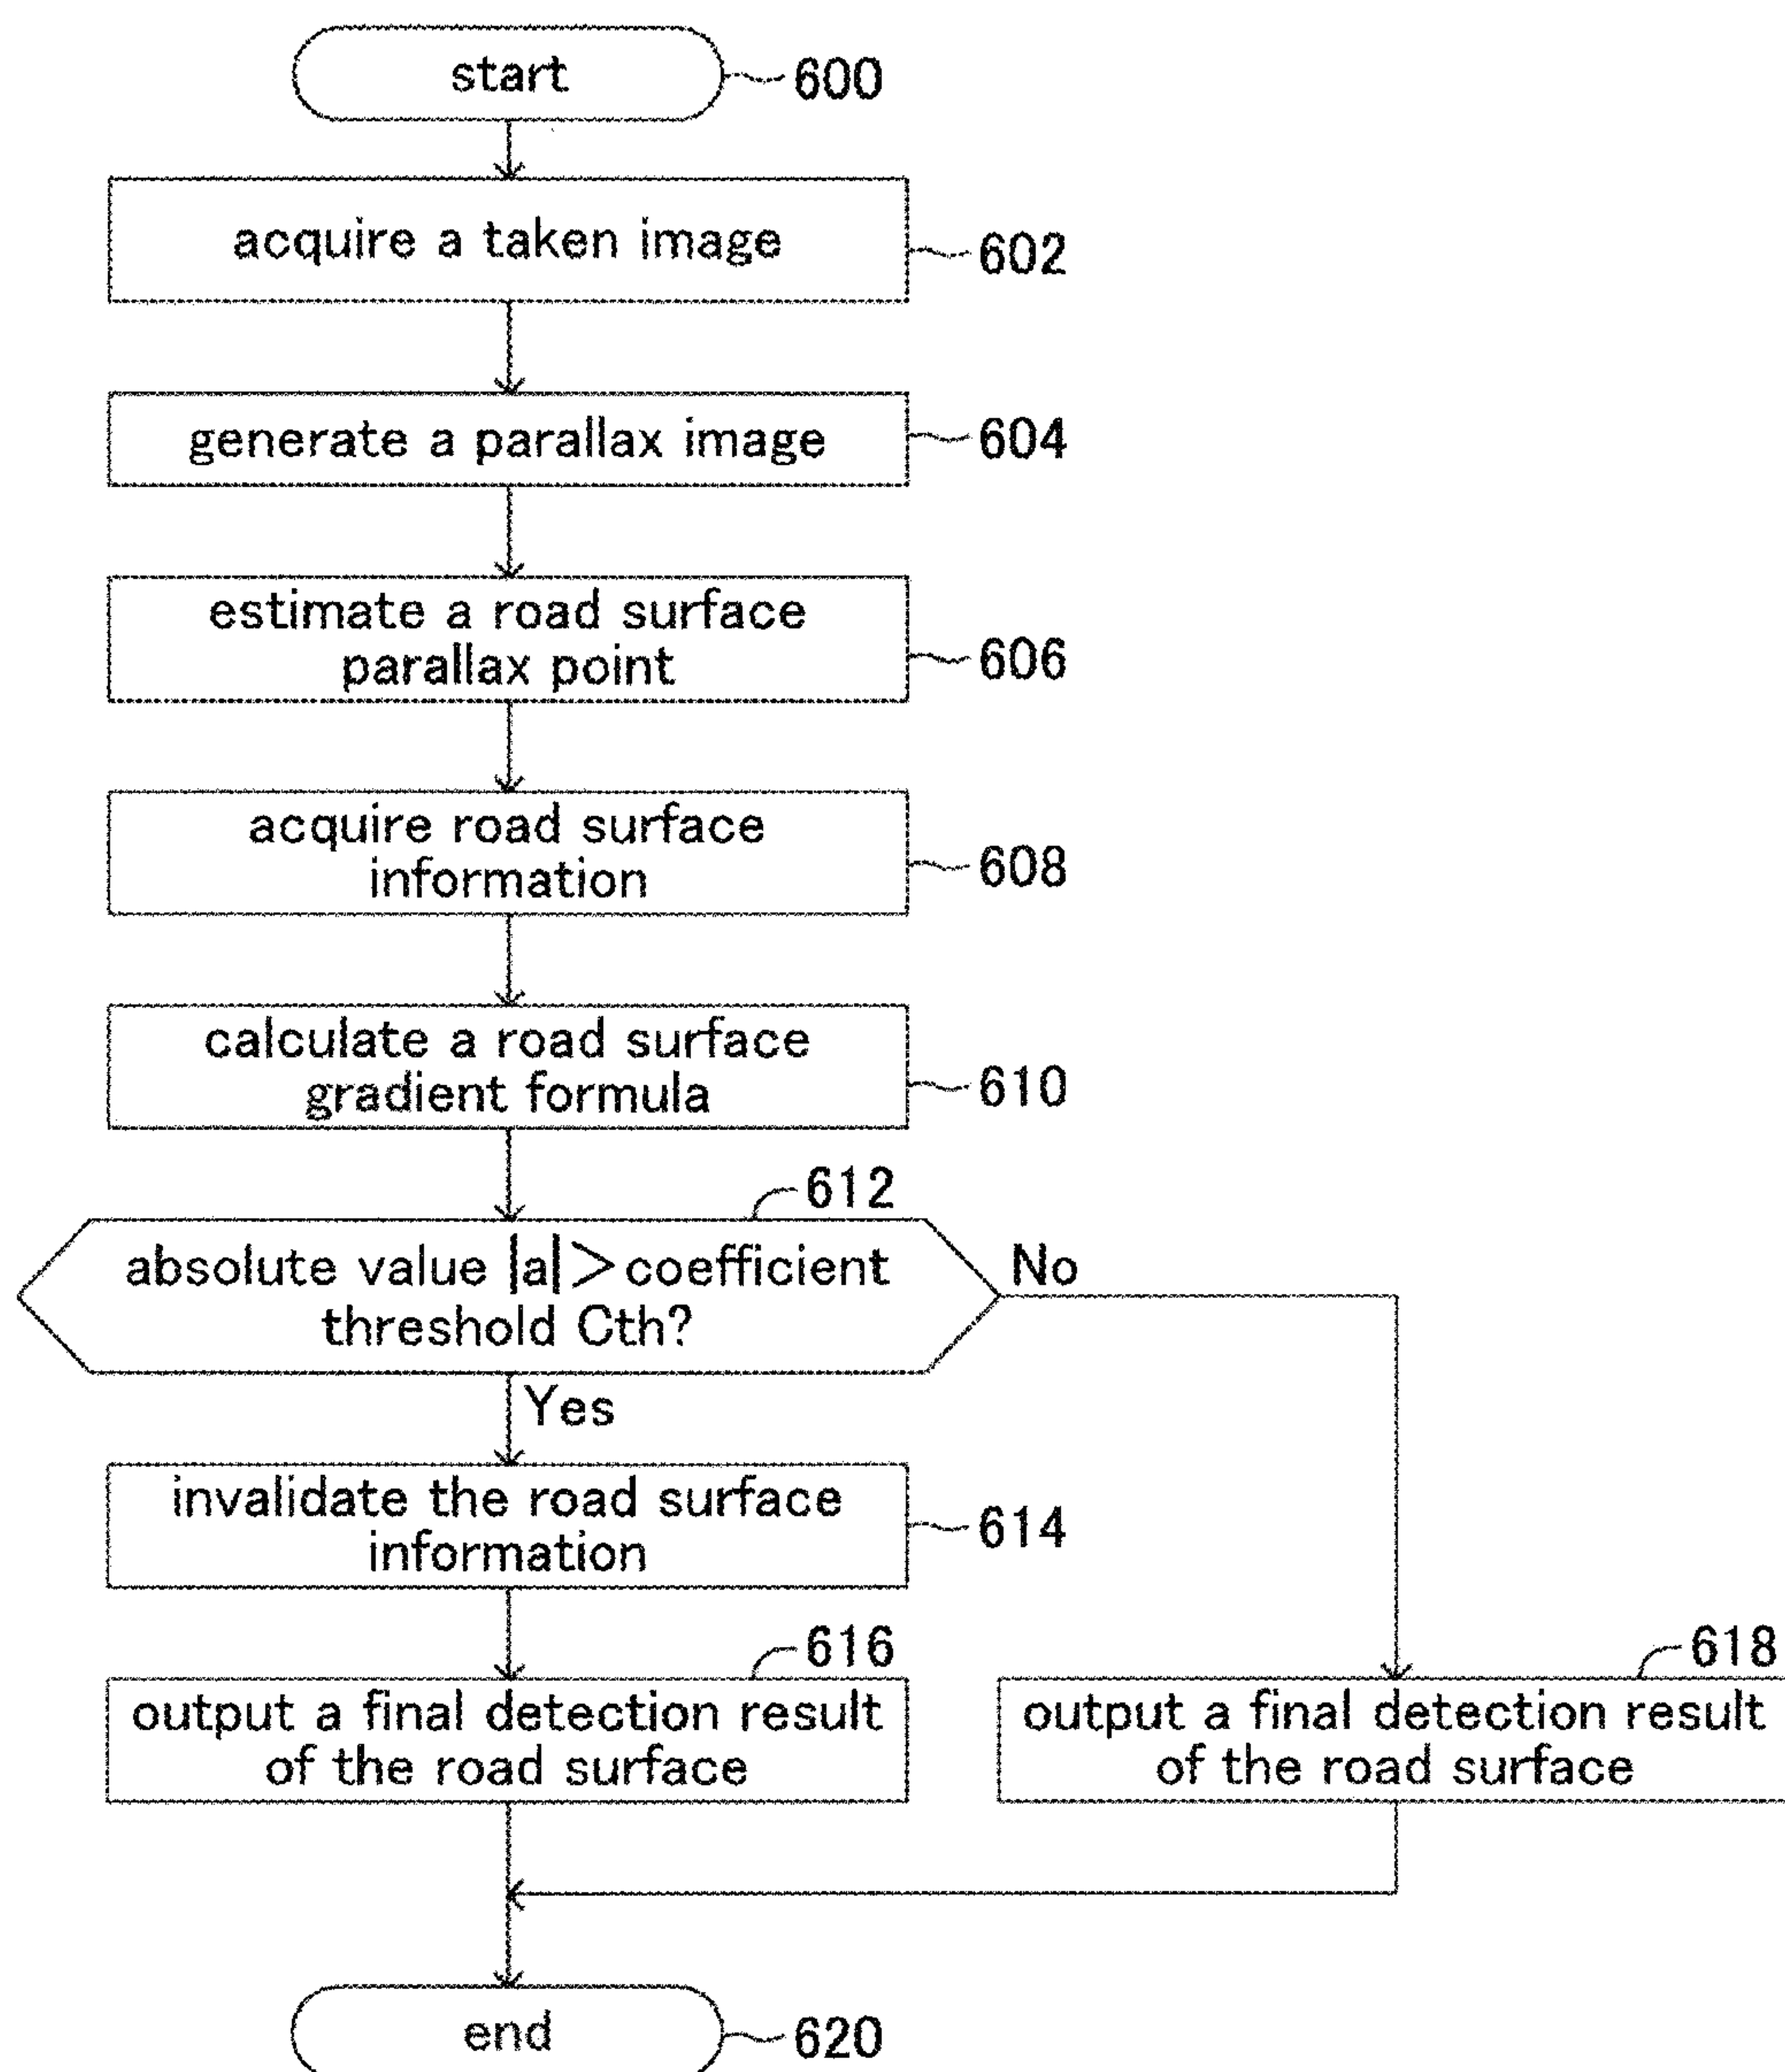 start
600
acquire a taken image
602
generate a parallax image
604
estimate a road surface
parallax point
606
acquire road surface
information
608
calculate a road surface
gradient formula
610
612
absolute value |a|>coefficient
threshold Cth?
No
Yes
invalidate the road surface
information
614
616
output a final detection result
of the road surface
618
output a final detection result
of the road surface
end
620